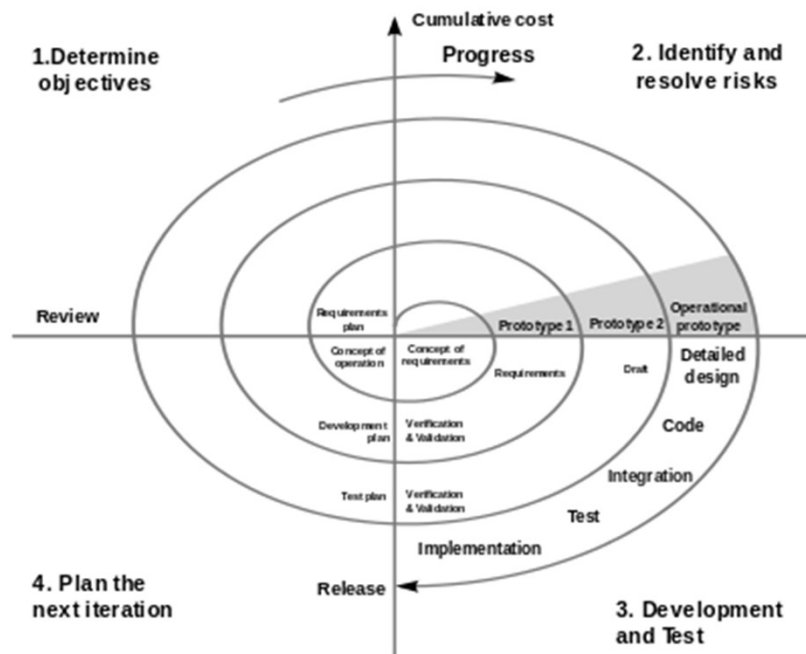 Cumulative cost
Progress
1.Determine
objectives
2. Identify and
resolve risks
Review
Requirements
plan
Prototype 1
Prototype 2
Operational
prototype
Concept of
operation
Concept of
requirements
Requirements
Draft
Detailed
design
Development
plan
Verification
& Validation
Code
Test plan
Verification
& Validation
Integration
Test
Implementation
Release
4. Plan the
next iteration
3. Development
and Test